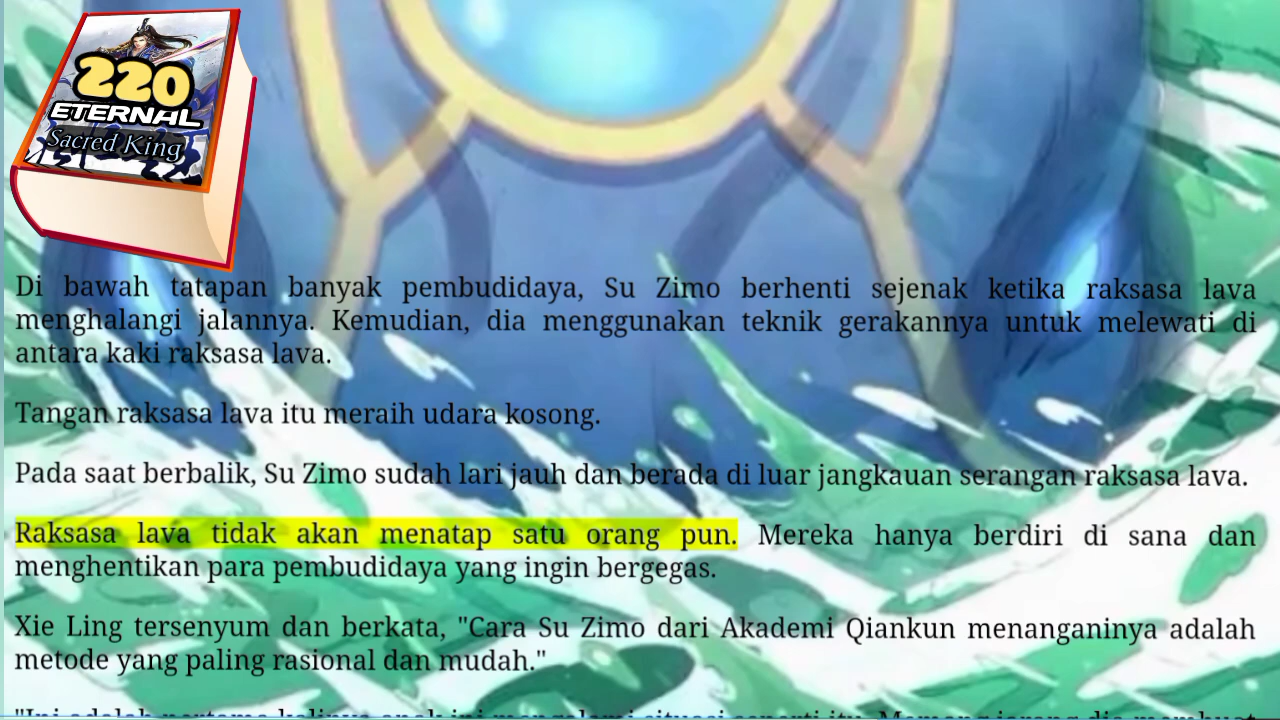 220
ETERNAL
Sacred King
Di bawah tatapan banyak pembudidaya, Su Zimo berhenti sejenak ketika raksasa lava
menghalangi jalannya. Kemudian, dia menggunakan teknik gerakannya untuk melewati di
antara kaki raksasa lava.
Tangan raksasa lava itu meraih udara kosong.
Pada saat berbalik, Su Zimo sudah lari jauh dan berada di luar jangkauan serangan raksasa lava.
Raksasa lava tidak akan menatap satu orang pun. Mereka hanya berdiri di sana dan
menghentikan para pembudidaya yang ingin bergegas.
Xie Ling tersenyum dan berkata, "Cara Su Zimo dari Akademi Qiankun menanganinya adalah
metode yang paling rasional dan mudah."